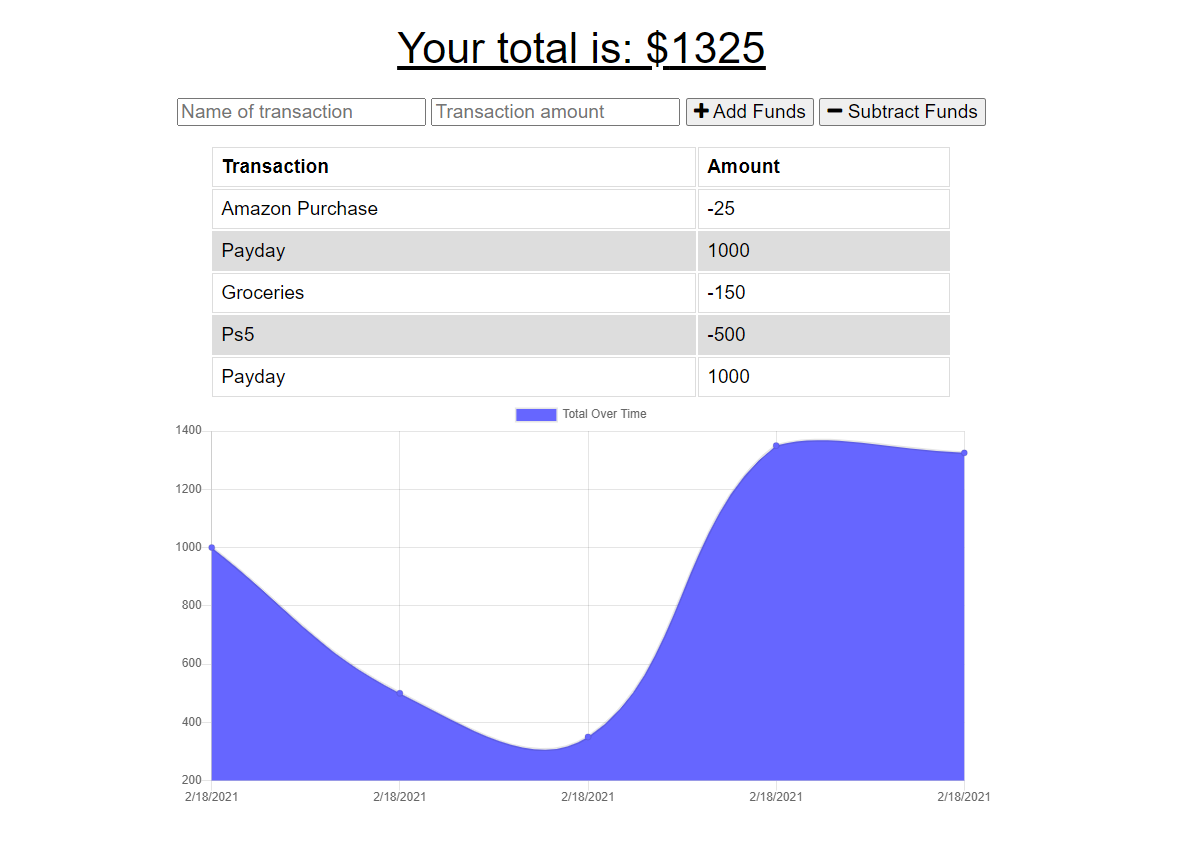 Your total is: $1325
Name of transaction Transaction amount Add Funds Subtract Funds
Transaction Amount
Amazon Purchase -25
Payday 1000
Groceries -150
Ps5 -500
Payday 1000
Total Over Time
1400
1200
1000
800
600
400
200
2/18/2021 2/18/2021 2/18/2021 2/18/2021 2/18/2021